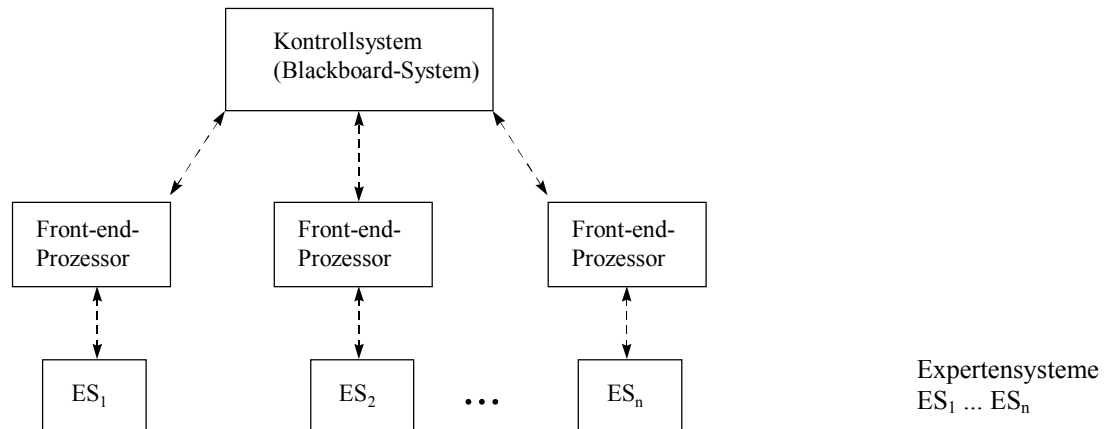 Kontrollsystem
(Blackboard-System)
Front-end-
Prozessor
Front-end-
Prozessor
Front-end-
Prozessor
ES₁
ES₂
...
ESₙ
Expertensysteme
ES₁ ... ESₙ